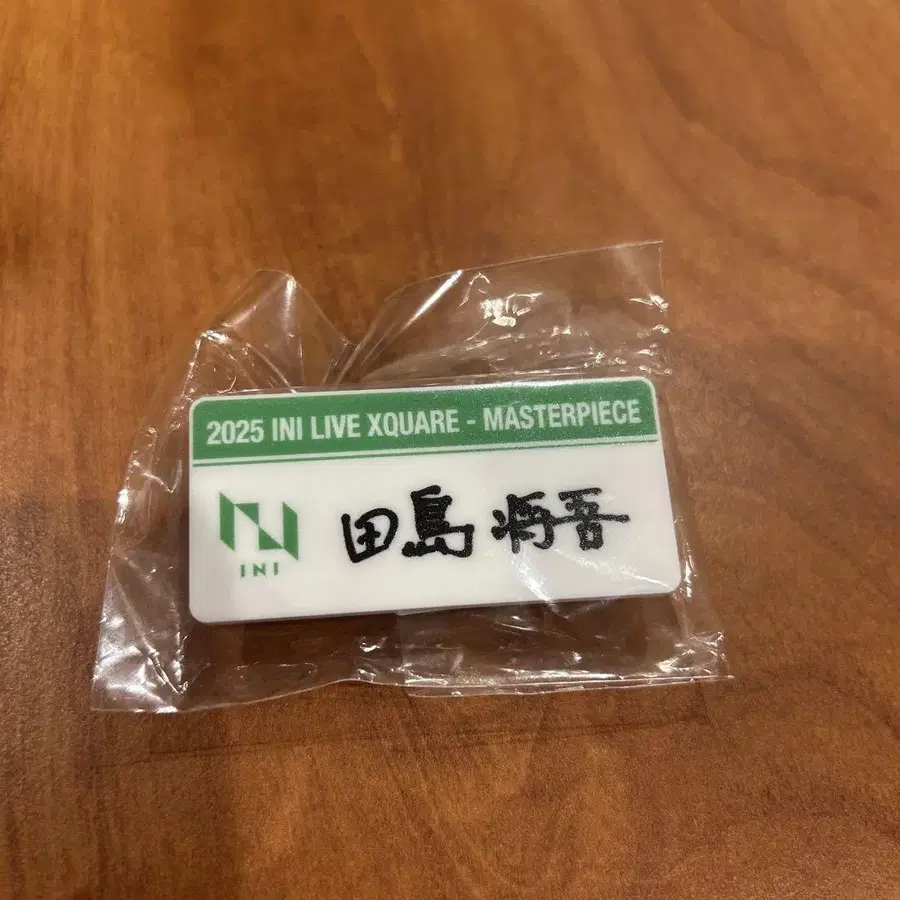 2025 INI LIVE XQUARE - MASTERPIECE
田島 将吾
INI